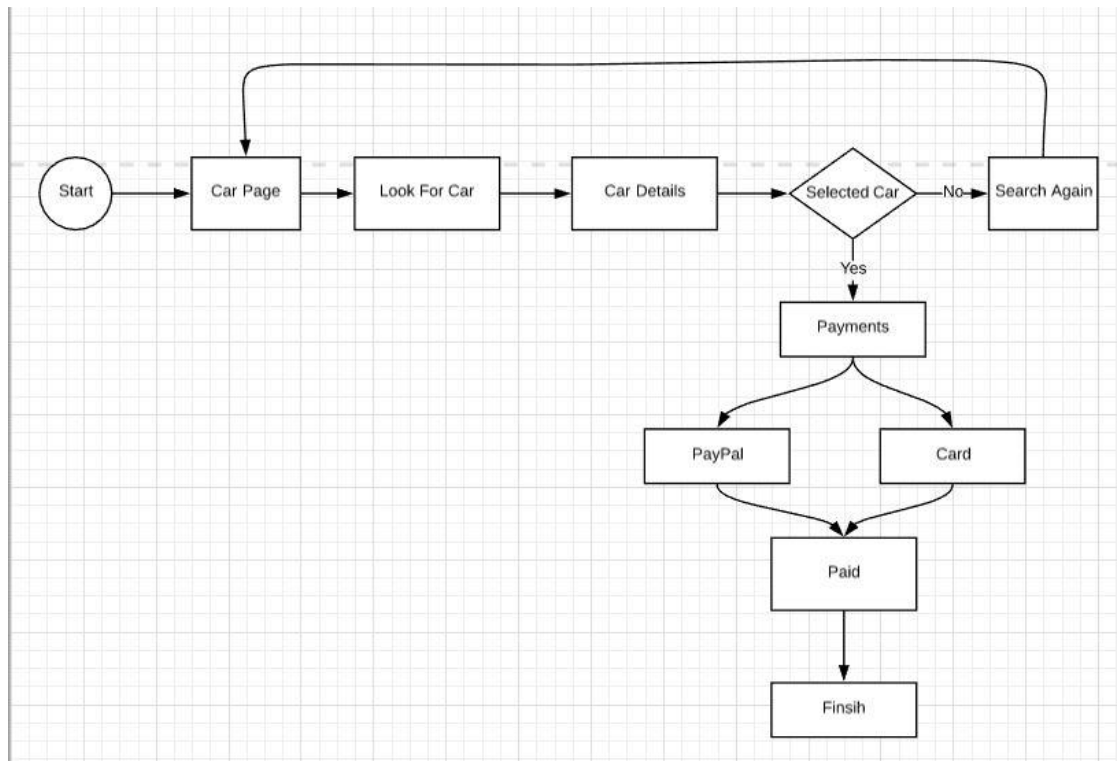 Start
Car Page
Look For Car
Car Details
Selected Car
No
Search Again
Yes
Payments
PayPal
Card
Paid
Finsih